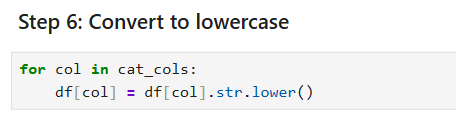 Step 6: Convert to lowercase
for col in cat_cols:
    df[col] = df[col].str.lower()